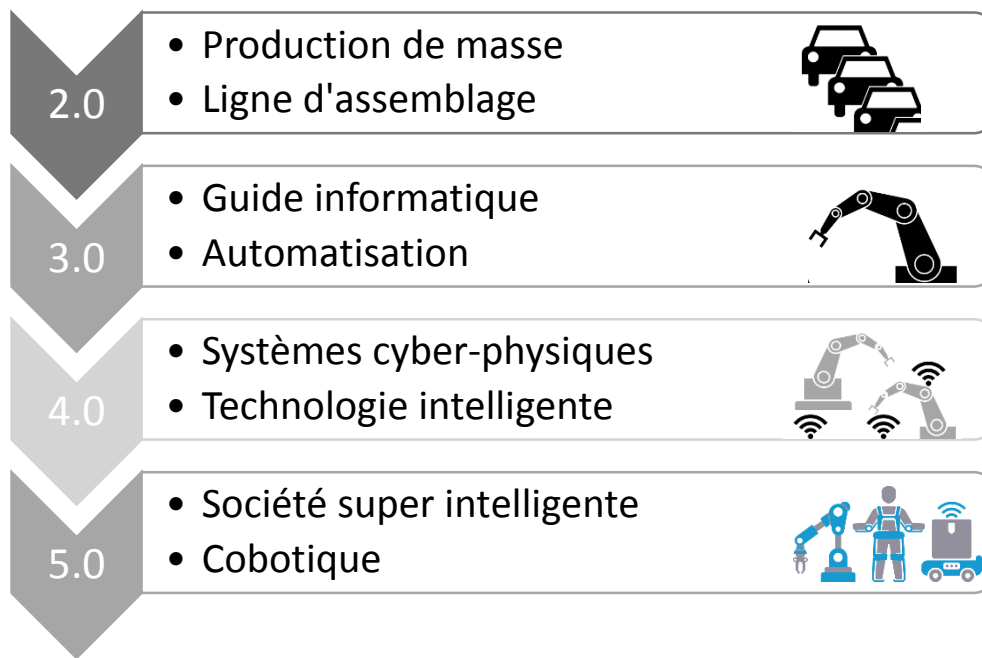 2.0
• Production de masse
• Ligne d'assemblage
3.0
• Guide informatique
• Automatisation
4.0
• Systèmes cyber-physiques
• Technologie intelligente
5.0
• Société super intelligente
• Cobotique